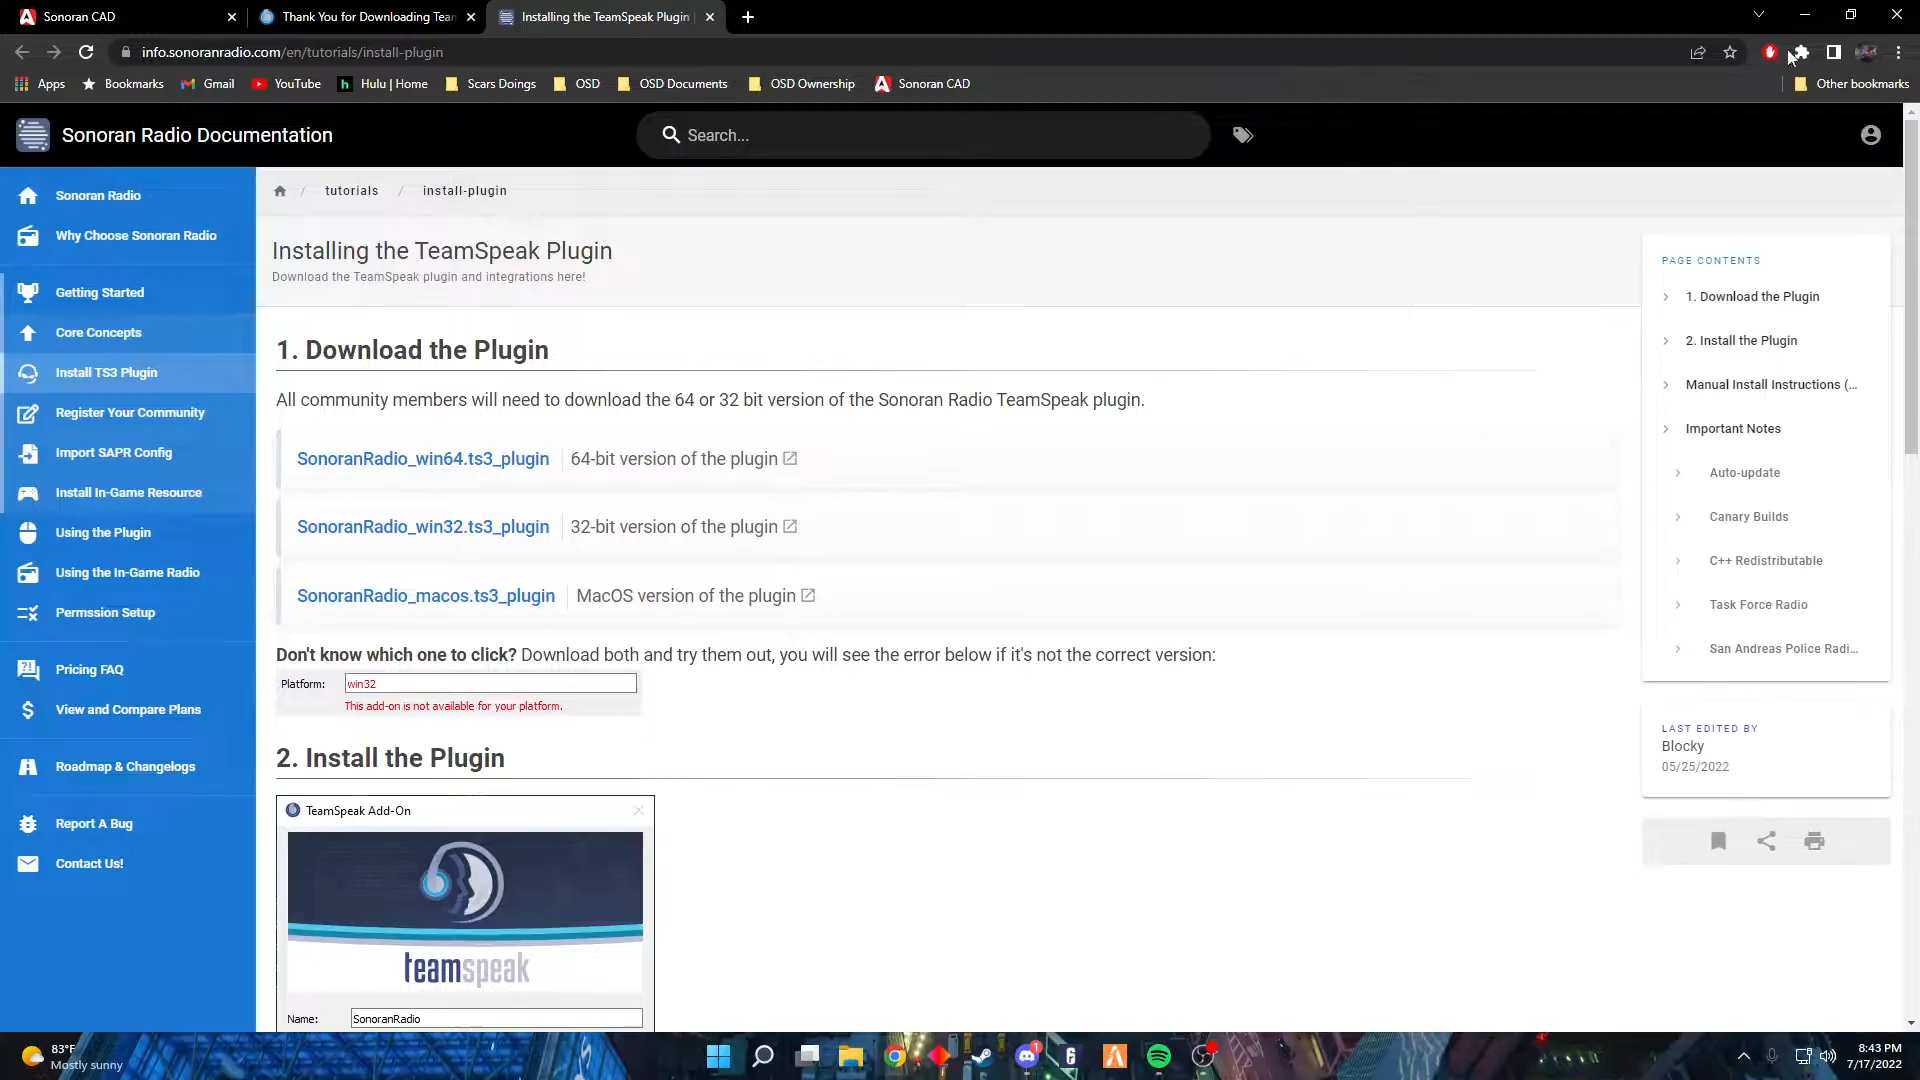 Sonoran CAD
Thank You for Downloading Tean
Installing the TeamSpeak Plugin
info.sonoranradio.com/en/tutorials/install-plugin
Apps
Bookmarks
Gmail
YouTube
Hulu | Home
Scars Doings
OSD
OSD Documents
OSD Ownership
Sonoran CAD
Other bookmarks
Sonoran Radio Documentation
Search...
Sonoran Radio
Why Choose Sonoran Radio
Getting Started
Core Concepts
Install TS3 Plugin
Register Your Community
Import SAPR Config
Install In-Game Resource
Using the Plugin
Using the In-Game Radio
Permssion Setup
Pricing FAQ
View and Compare Plans
Roadmap & Changelogs
Report A Bug
Contact Us!
/ tutorials / install-plugin
Installing the TeamSpeak Plugin
Download the TeamSpeak plugin and integrations here!
1. Download the Plugin
All community members will need to download the 64 or 32 bit version of the Sonoran Radio TeamSpeak plugin.
SonoranRadio_win64.ts3_plugin 64-bit version of the plugin
SonoranRadio_win32.ts3_plugin 32-bit version of the plugin
SonoranRadio_macos.ts3_plugin MacOS version of the plugin
Don't know which one to click? Download both and try them out, you will see the error below if it's not the correct version:
Platform: win32
This add-on is not available for your platform.
2. Install the Plugin
TeamSpeak Add-On
teamspeak
Name: SonoranRadio
PAGE CONTENTS
1. Download the Plugin
2. Install the Plugin
Manual Install Instructions (...
Important Notes
Auto-update
Canary Builds
C++ Redistributable
Task Force Radio
San Andreas Police Radi...
LAST EDITED BY
Blocky
05/25/2022
83°F
Mostly sunny
1
6
8:43 PM
7/17/2022